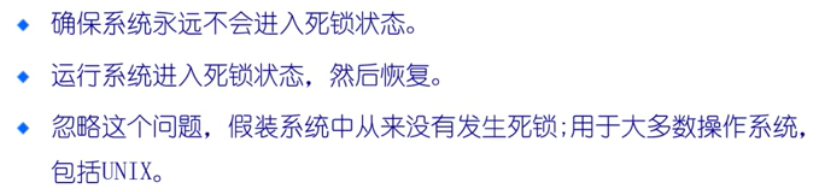 确保系统永远不会进入死锁状态。
运行系统进入死锁状态，然后恢复。
忽略这个问题，假装系统中从来没有发生死锁;用于大多数操作系统，
包括UNIX。